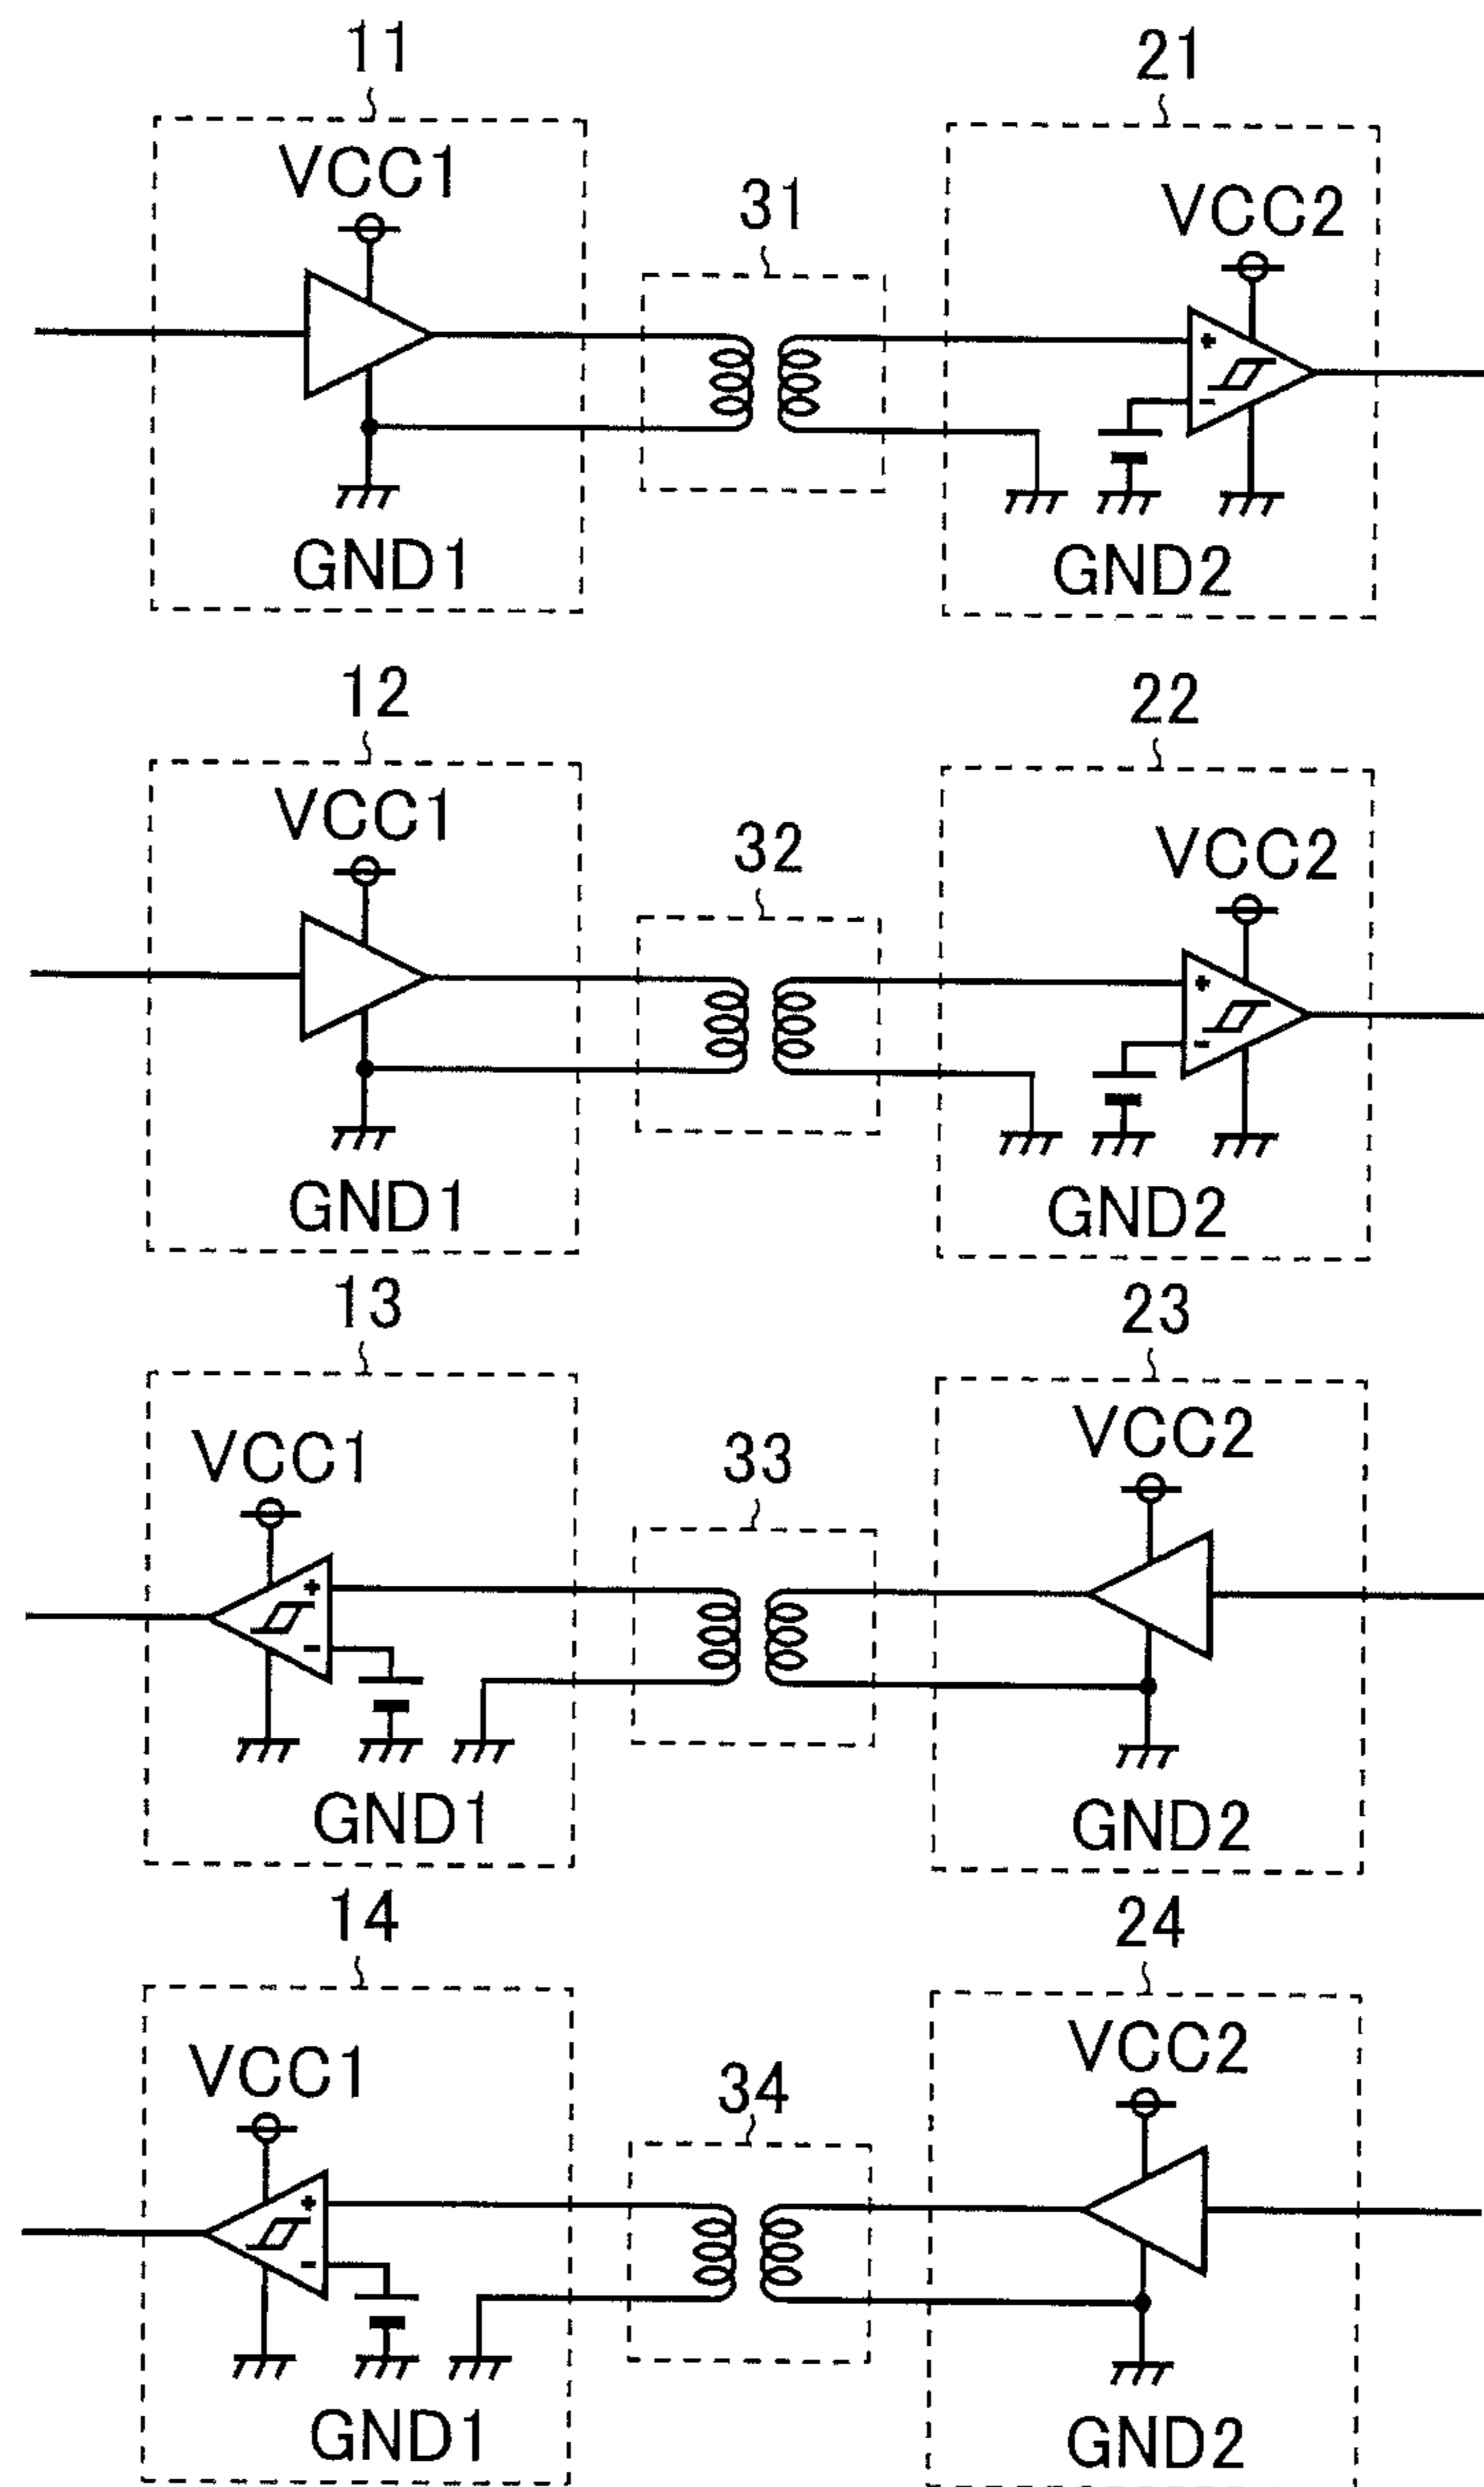 11
21
VCC1
31
VCC2
+
-
GND1
GND2
12
22
VCC1
32
VCC2
+
-
GND1
GND2
13
23
VCC1
33
VCC2
+
-
GND1
GND2
14
24
VCC1
34
VCC2
+
-
GND1
GND2